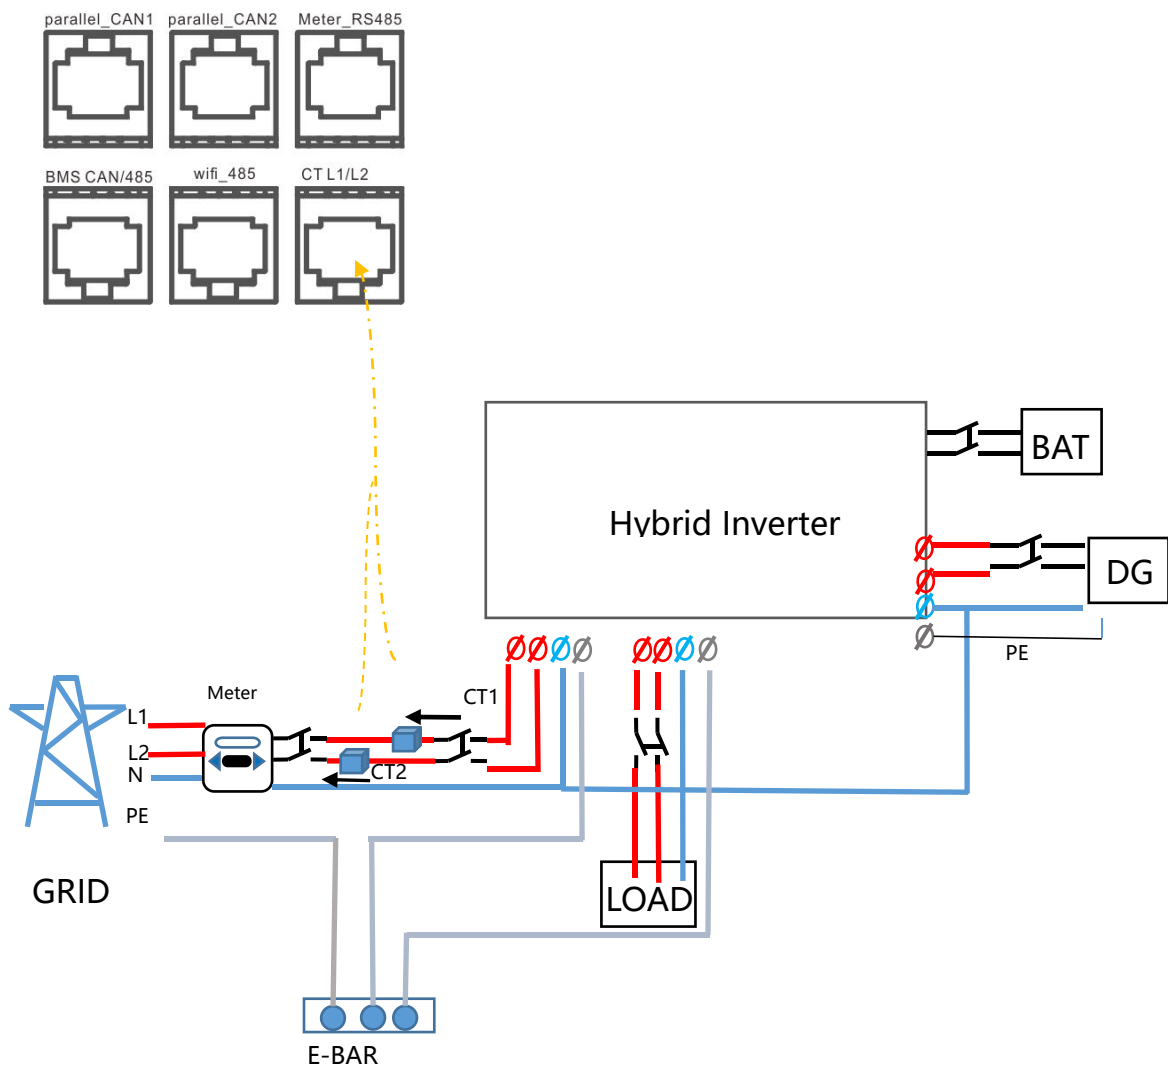 parallel_CAN1
parallel_CAN2
Meter_RS485
BMS CAN/485
wifi_485
CT L1/L2
Hybrid Inverter
BAT
DG
PE
Meter
CT1
L1
L2
N
CT2
PE
GRID
LOAD
E-BAR